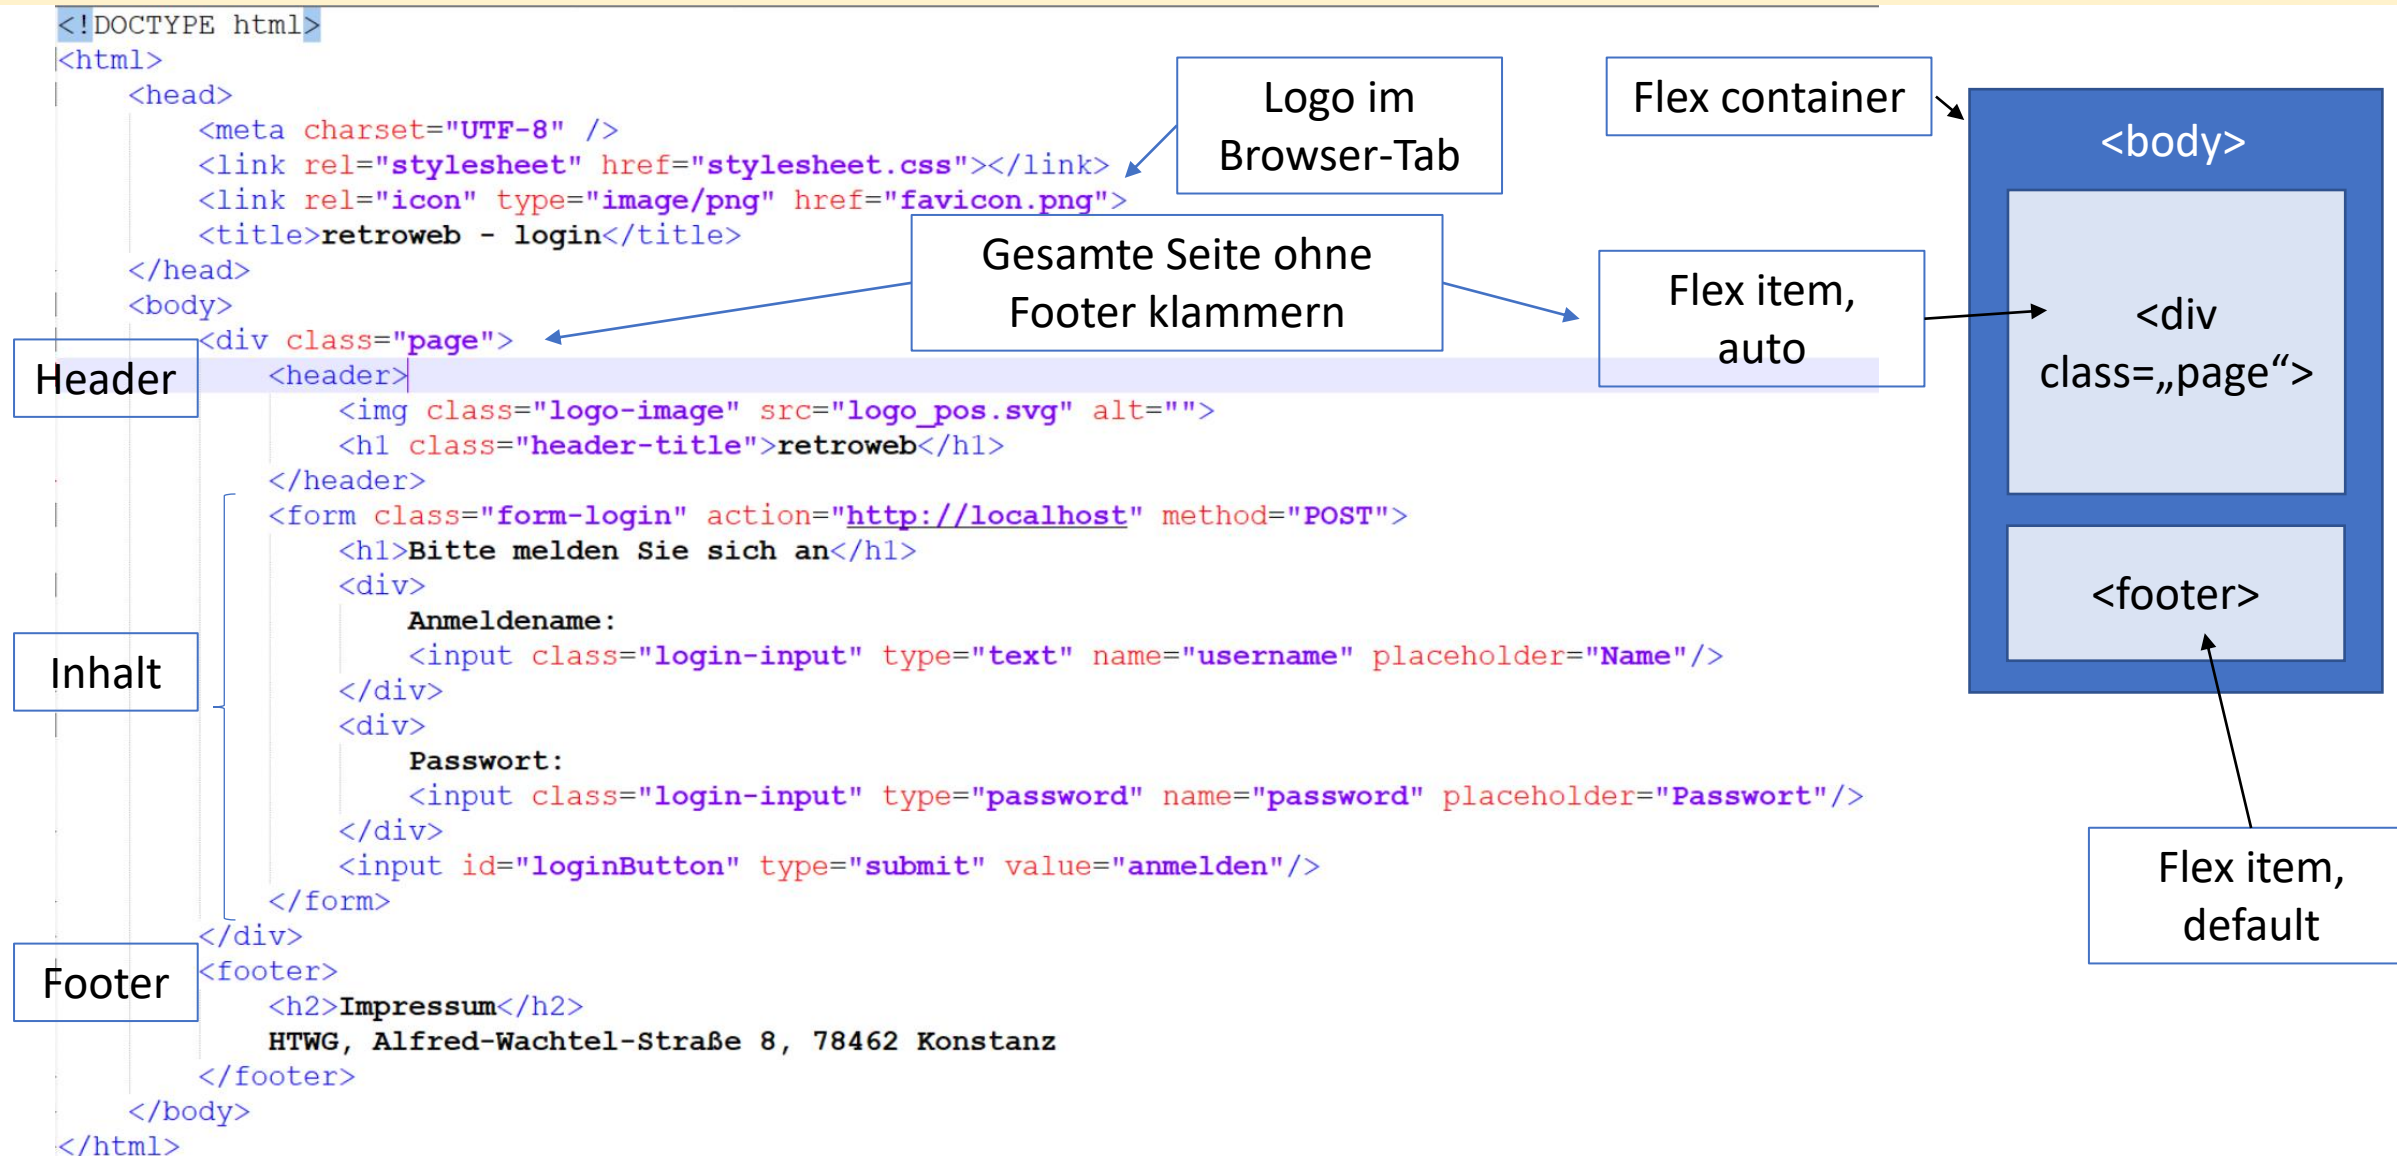 <!DOCTYPE html>
<html>
<head>
<meta charset="UTF-8" />
<link rel="stylesheet" href="stylesheet.css"></link>
<link rel="icon" type="image/png" href="favicon.png">
<title>retroweb - login</title>
</head>
<body>
<div class="page">
<header>
<img class="logo-image" src="logo_pos.svg" alt="">
<h1 class="header-title">retroweb</h1>
</header>
<form class="form-login" action="http://localhost" method="POST">
<h1>Bitte melden Sie sich an</h1>
<div>
Anmeldename:
<input class="login-input" type="text" name="username" placeholder="Name"/>
</div>
<div>
Passwort:
<input class="login-input" type="password" name="password" placeholder="Passwort"/>
</div>
<input id="loginButton" type="submit" value="anmelden"/>
</form>
</div>
<footer>
<h2>Impressum</h2>
HTWG, Alfred-Wachtel-Straße 8, 78462 Konstanz
</footer>
</body>
</html>
Header
Inhalt
Footer
Logo im
Browser-Tab
Gesamte Seite ohne
Footer klammern
Flex container
Flex item,
auto
<body>
<div
class=„page“>
<footer>
Flex item,
default